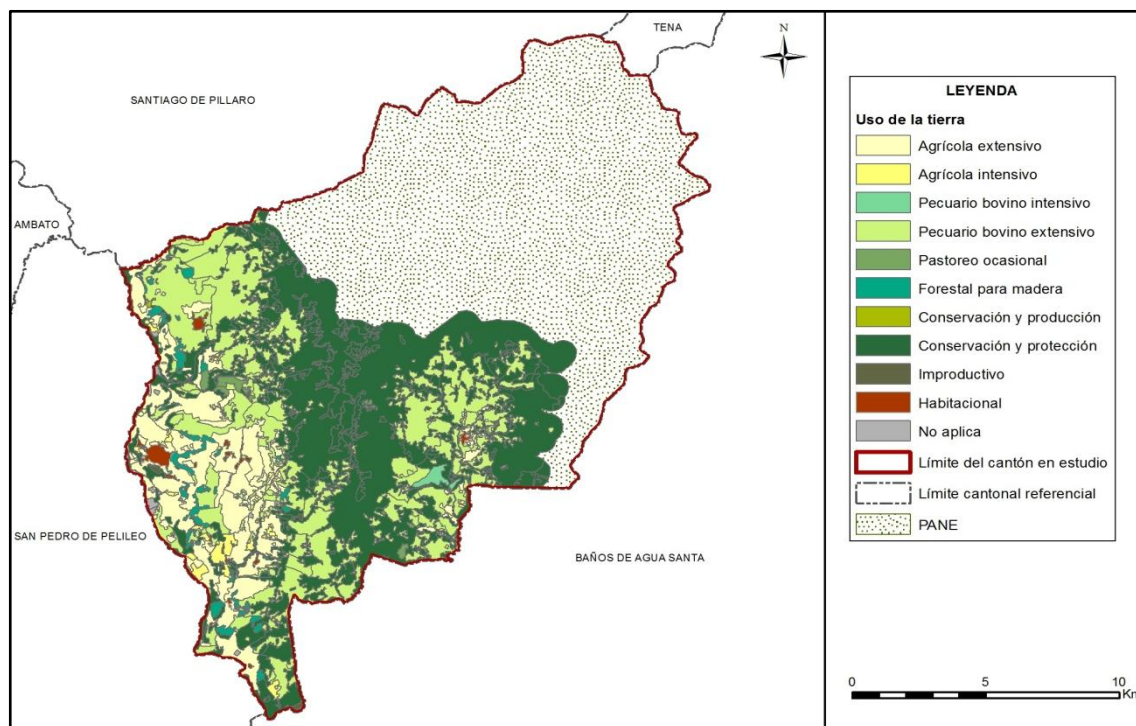 TENA
N
SANTIAGO DE PILLARO
AMBATO
SAN PEDRO DE PELILEO
BAÑOS DE AGUA SANTA
LEYENDA
Uso de la tierra
Agrícola extensivo
Agrícola intensivo
Pecuario bovino intensivo
Pecuario bovino extensivo
Pastoreo ocasional
Forestal para madera
Conservación y producción
Conservación y protección
Improductivo
Habitacional
No aplica
Límite del cantón en estudio
Límite cantonal referencial
PANE
0 5 10
Km